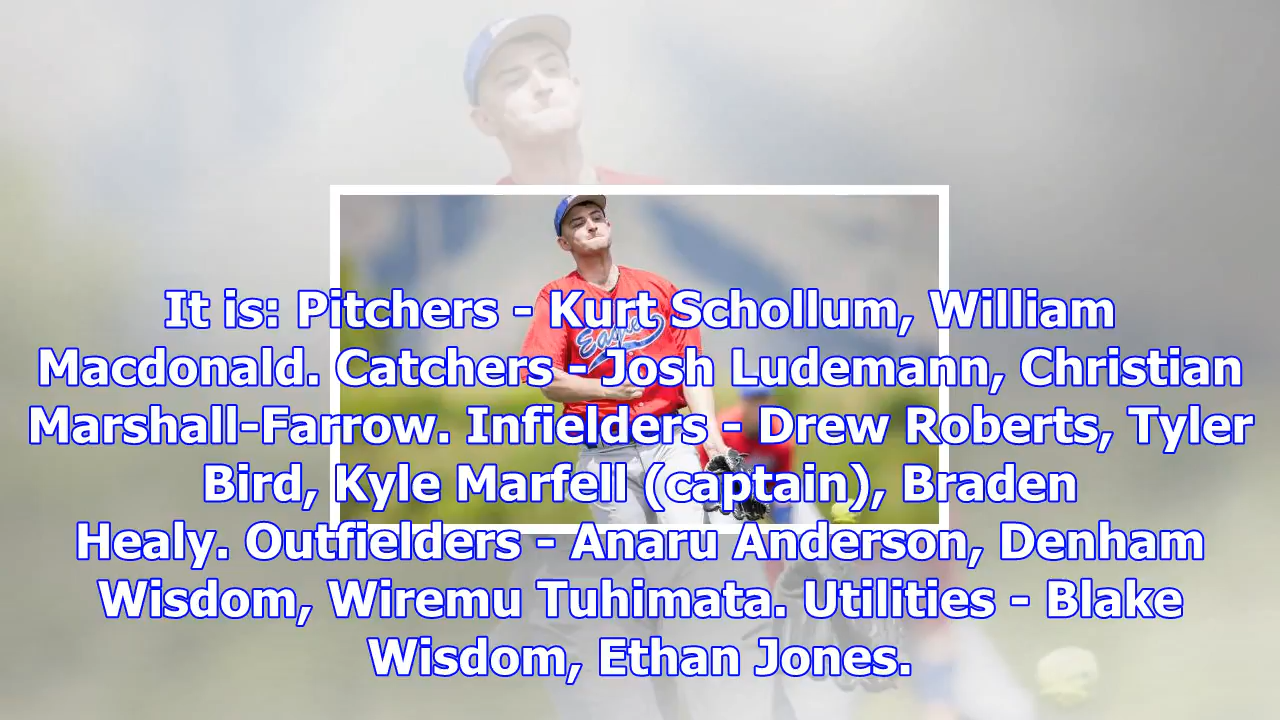 It is: Pitchers - Kurt Schollum, William
Macdonald. Catchers - Josh Ludemann, Christian
Marshall-Farrow. Infielders - Drew Roberts, Tyler
Bird, Kyle Marfell (captain), Braden
Healy. Outfielders - Anaru Anderson, Denham
Wisdom, Wiremu Tuhimata. Utilities - Blake
Wisdom, Ethan Jones.